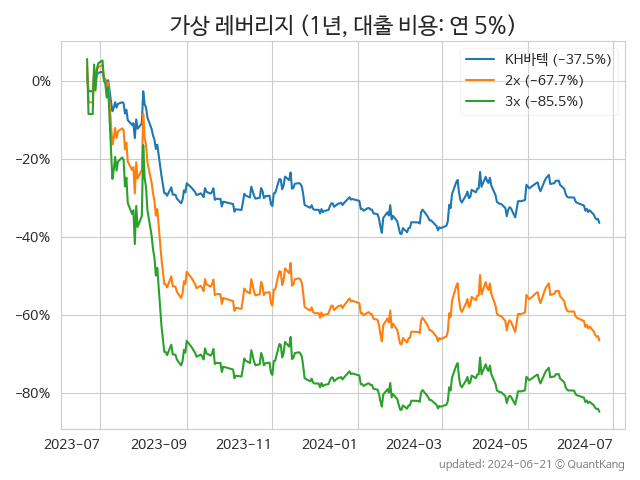 가상 레버리지 (1년, 대출 비용: 연 5%)
KH바텍 (−37.5%)
2x (−67.7%)
3x (−85.5%)
0%
−20%
−40%
−60%
−80%
2023-07 2023-09 2023-11 2024-01 2024-03 2024-05 2024-07
updated: 2024-06-21 © QuantKang